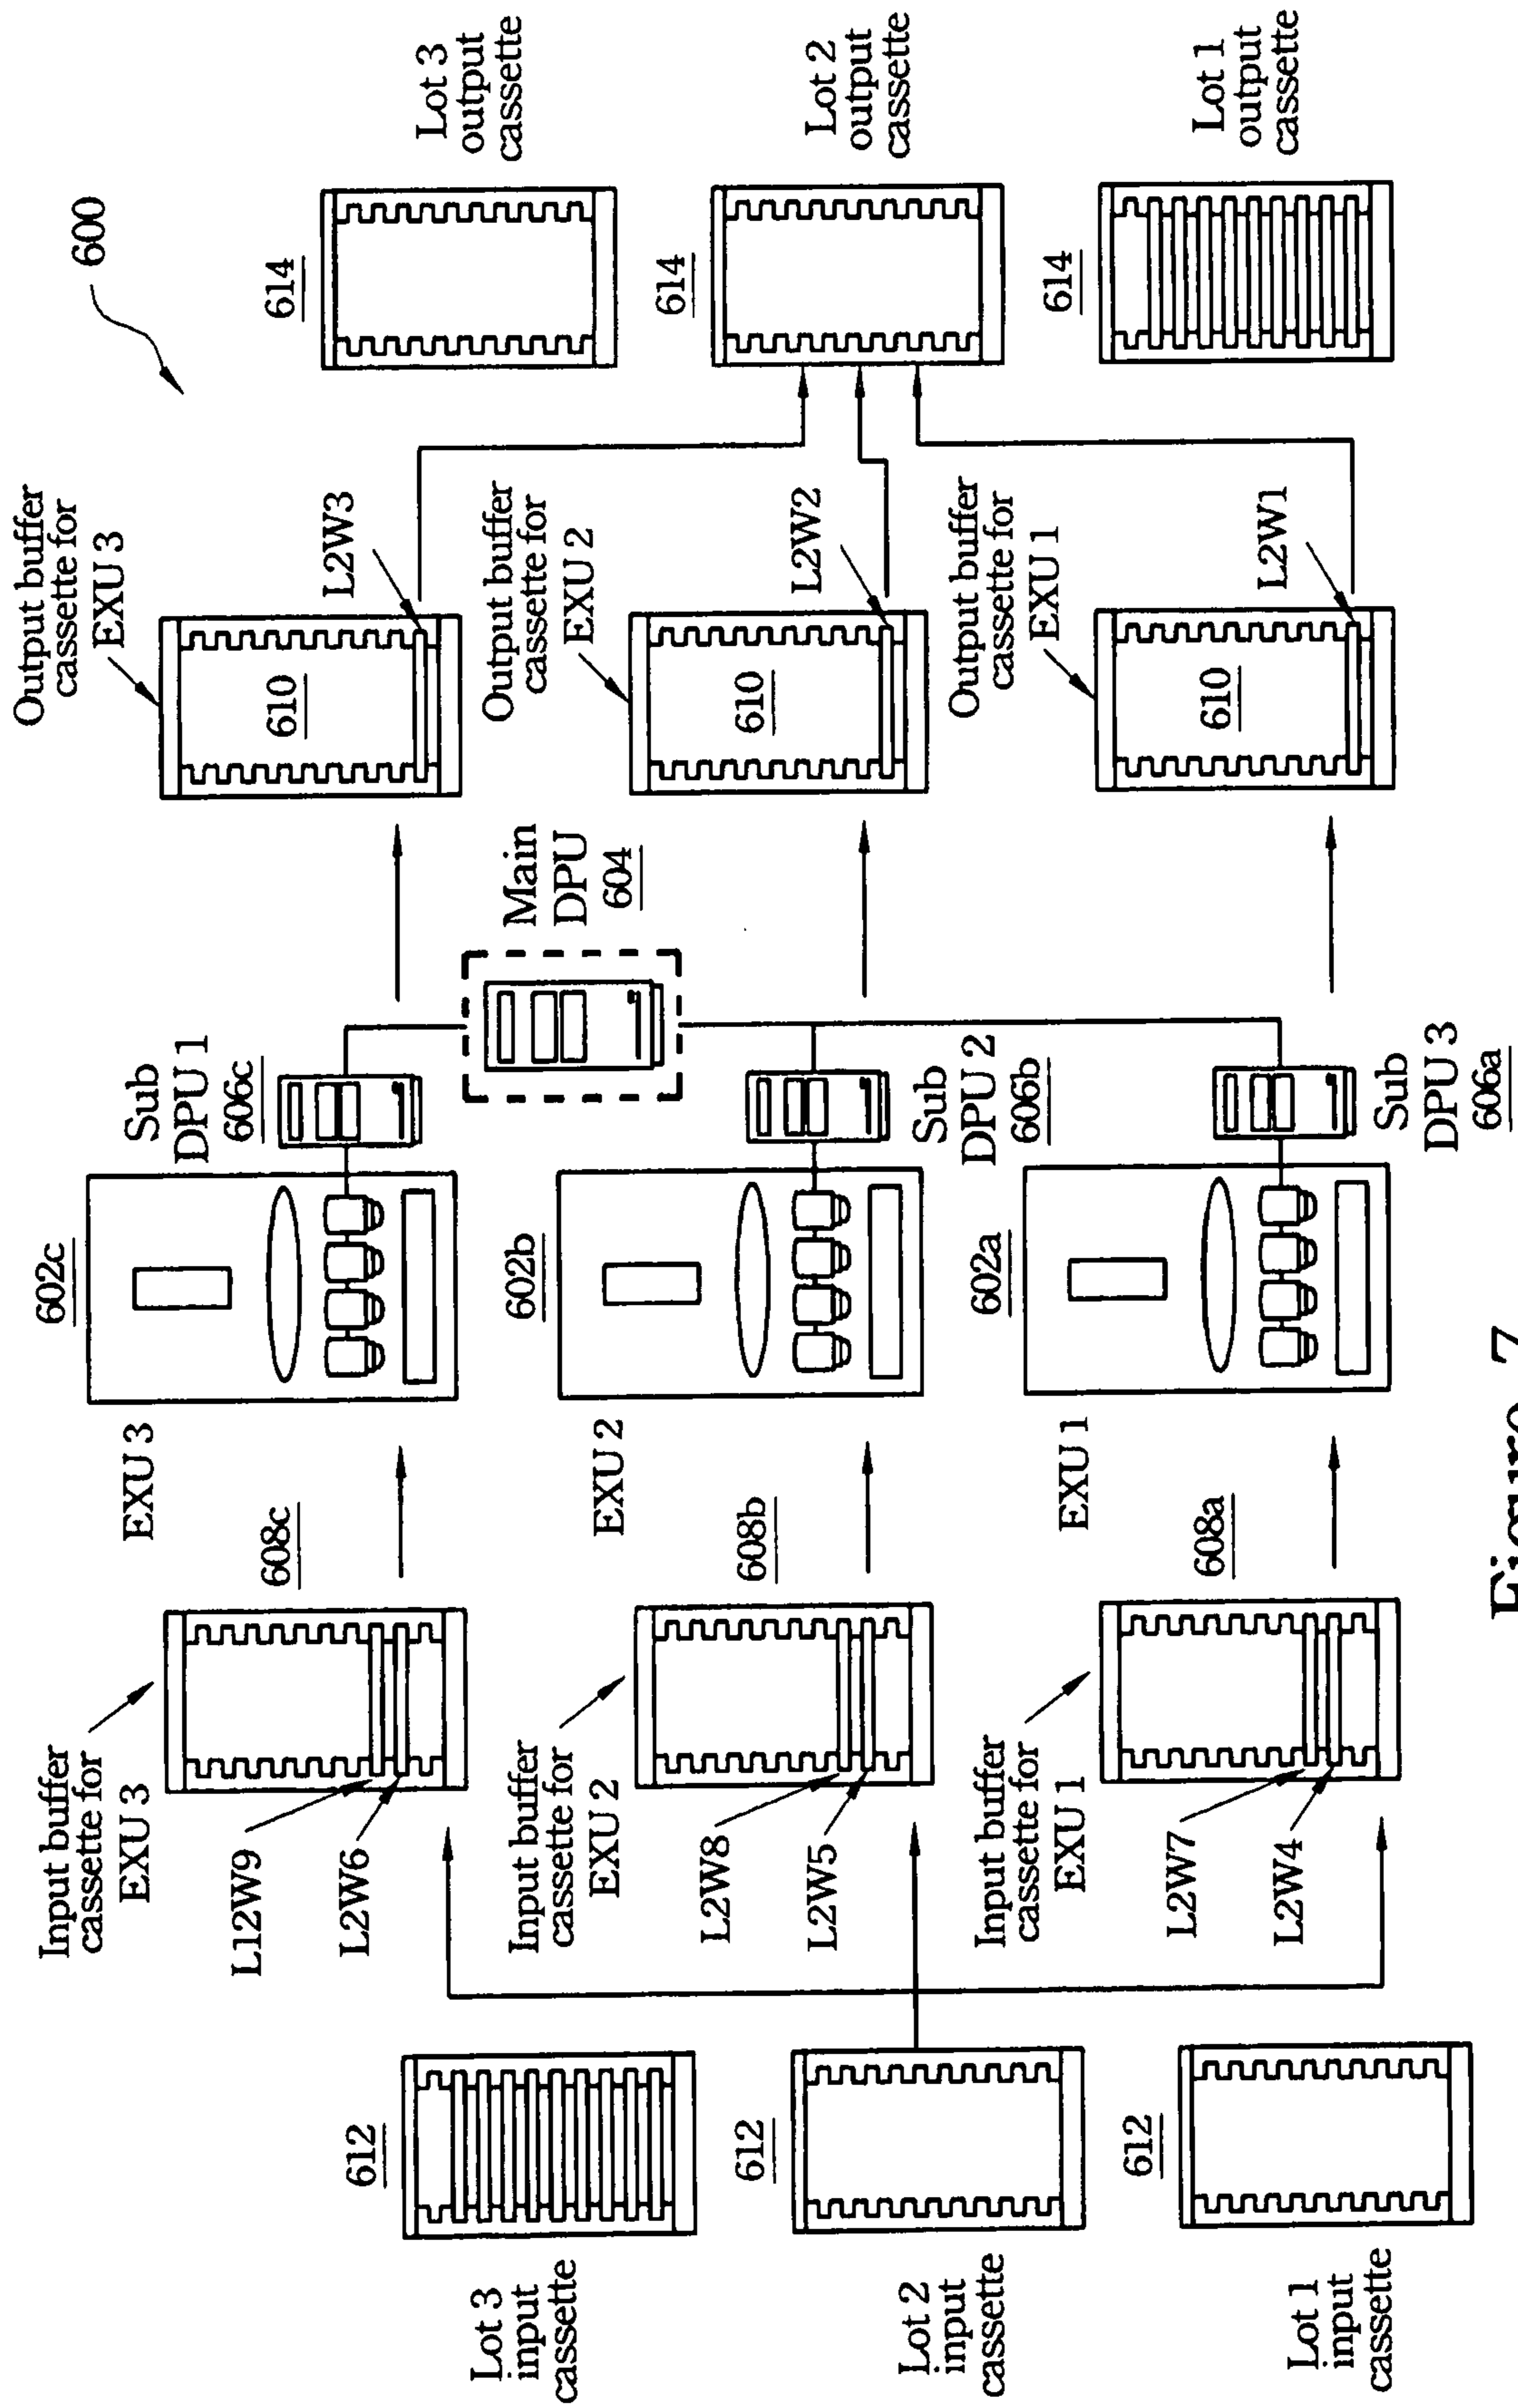 600
Lot 3
input
cassette
612
Lot 2
input
cassette
612
Lot 1
input
cassette
612
Input buffer
cassette for
EXU 3
L12W9
L2W6
608c
Input buffer
cassette for
EXU 2
L2W8
L2W5
608b
Input buffer
cassette for
EXU 1
L2W7
L2W4
608a
EXU 3
602c
EXU 2
602b
EXU 1
602a
Sub
DPU 1
606c
Main
DPU
604
Sub
DPU 2
606b
Sub
DPU 3
606a
Output buffer
cassette for
EXU 3
610
L2W3
Output buffer
cassette for
EXU 2
610
L2W2
Output buffer
cassette for
EXU 1
610
L2W1
614
Lot 3
output
cassette
614
Lot 2
output
cassette
614
Lot 1
output
cassette
Figure 7